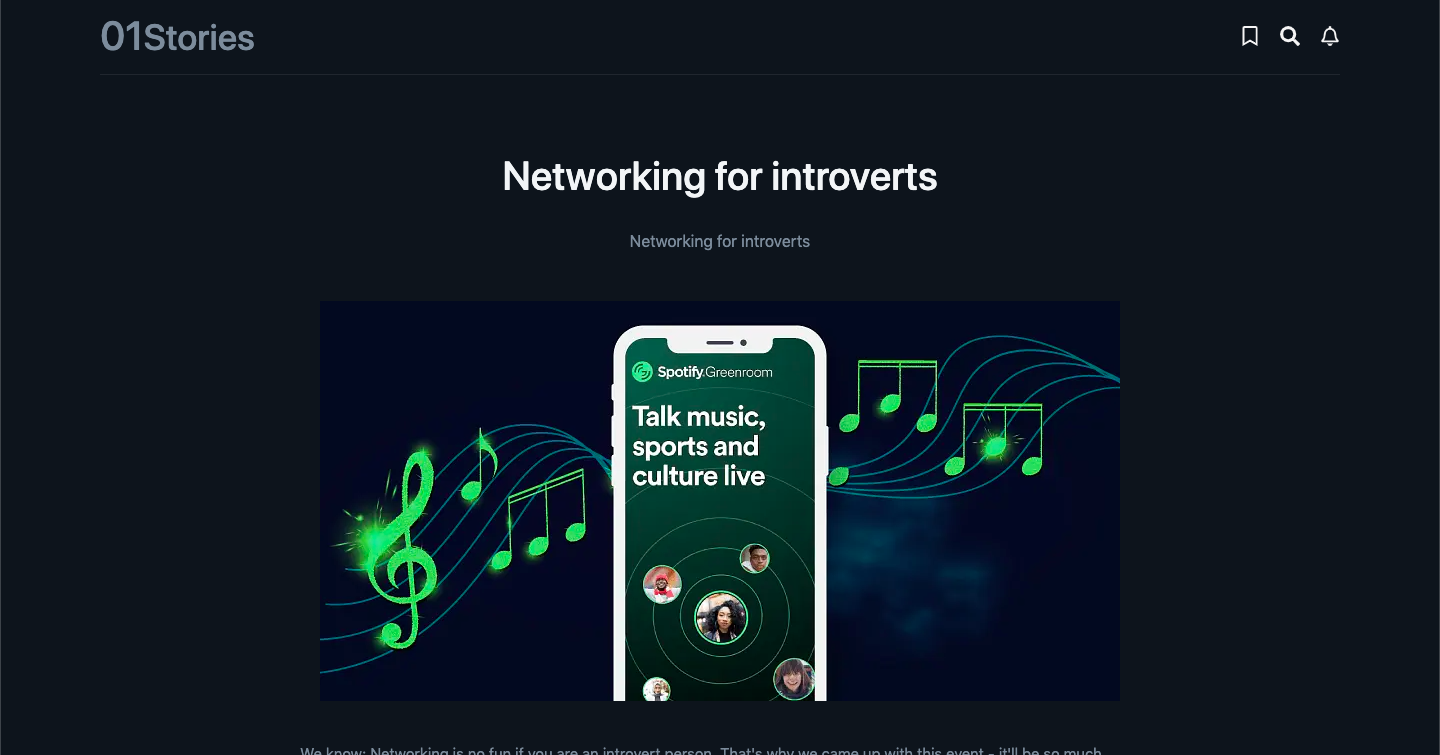 01Stories
Networking for introverts
Networking for introverts
Spotify Greenroom
Talk music,
sports and
culture live
We know: Networking is no fun if you are an introvert person. That's why we came up with this event - it'll be so much